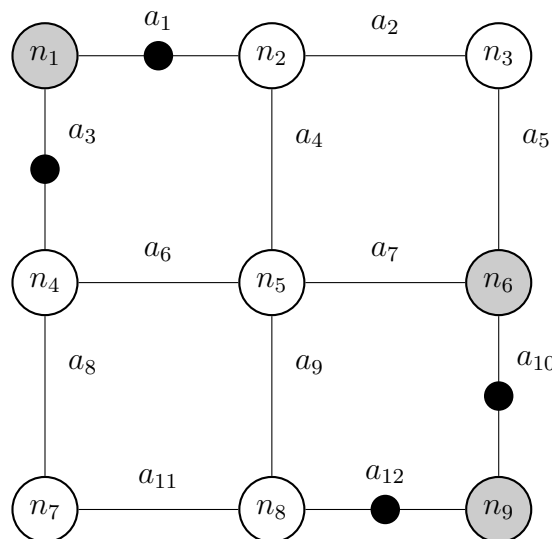 a₁ a₂
n₁ n₂ n₃
a₃ a₄ a₅
a₆ a₇
n₄ n₅ n₆
a₈ a₉ a₁₀
a₁₁ a₁₂
n₇ n₈ n₉